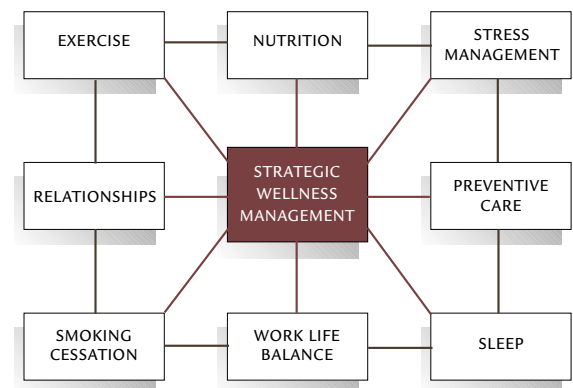 EXERCISE
NUTRITION
STRESS
MANAGEMENT
RELATIONSHIPS
STRATEGIC
WELLNESS
MANAGEMENT
PREVENTIVE
CARE
SMOKING
CESSATION
WORK LIFE
BALANCE
SLEEP